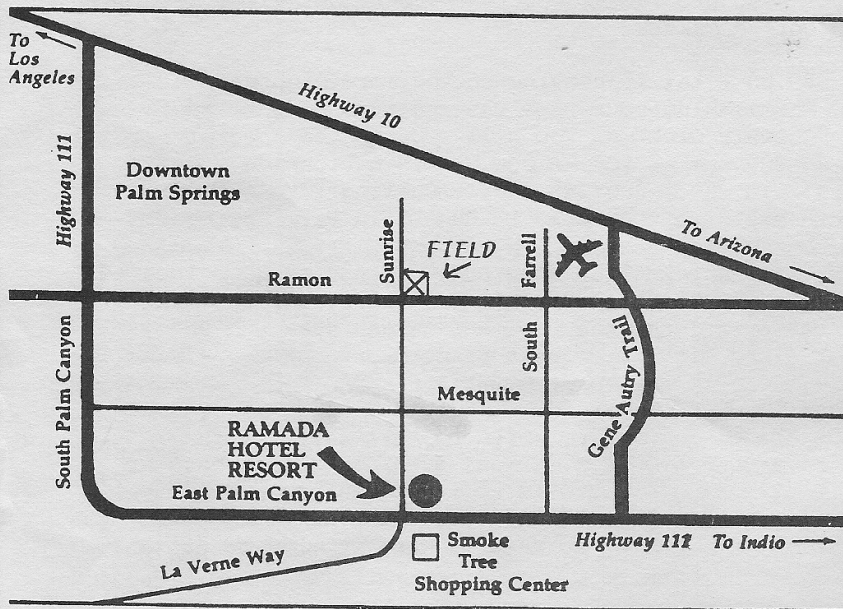 To
Los
Angeles
Highway 10
Highway 111
Downtown
Palm Springs
To Arizona
Sunrise
FIELD
Farrell
Ramon
South Palm Canyon
South
Gene Autry Trail
Mesquite
RAMADA
HOTEL
RESORT
East Palm Canyon
La Verne Way
Smoke
Tree
Shopping Center
Highway 111 To Indio